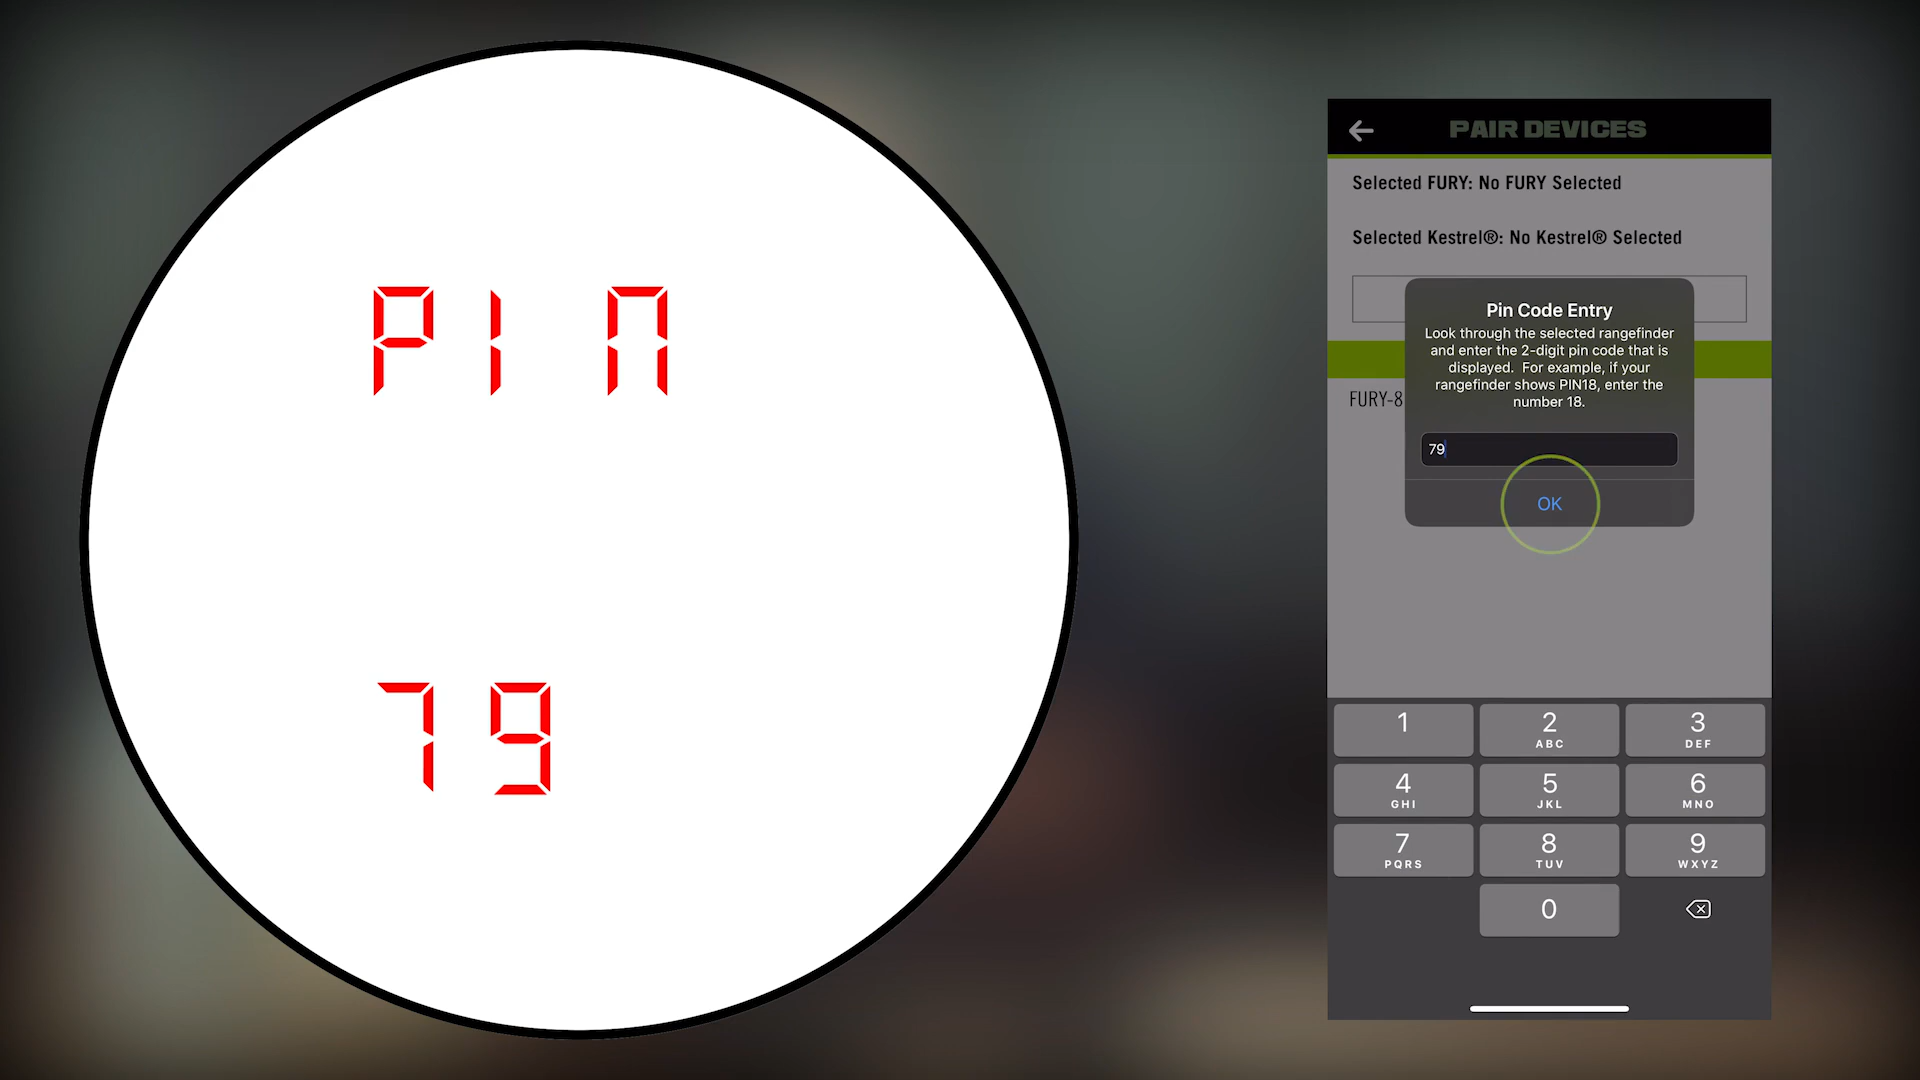 PIN
79
PAIR DEVICES
Selected FURY: No FURY Selected
Selected Kestrel®: No Kestrel® Selected
Pin Code Entry
Look through the selected rangefinder
and enter the 2-digit pin code that is
displayed. For example, if your
rangefinder shows PIN18, enter the
number 18.
FURY-8
79
OK
1
2
ABC
3
DEF
4
GHI
5
JKL
6
MNO
7
PQRS
8
TUV
9
WXYZ
0